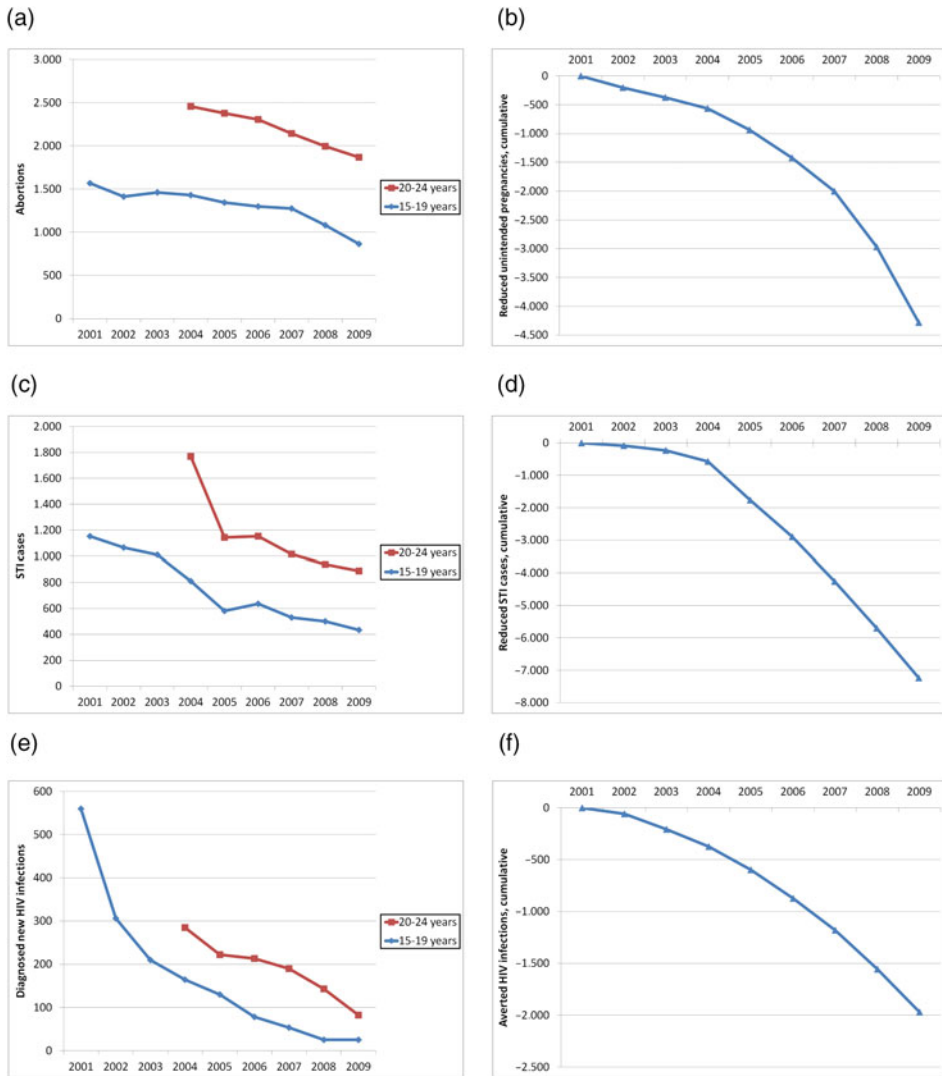 (a)
3.000
2.500
2.000
1.500
1.000
500
0
Abortions
2001 2002 2003 2004 2005 2006 2007 2008 2009
20-24 years
15-19 years
(b)
2001 2002 2003 2004 2005 2006 2007 2008 2009
0
−500
−1.000
−1.500
−2.000
−2.500
−3.000
−3.500
−4.000
−4.500
Reduced unintended pregnancies, cumulative
(c)
2.000
1.800
1.600
1.400
1.200
1.000
800
600
400
200
0
STI cases
2001 2002 2003 2004 2005 2006 2007 2008 2009
20-24 years
15-19 years
(d)
2001 2002 2003 2004 2005 2006 2007 2008 2009
0
−1.000
−2.000
−3.000
−4.000
−5.000
−6.000
−7.000
−8.000
Reduced STI cases, cumulative
(e)
600
500
400
300
200
100
0
Diagnosed new HIV infections
2001 2002 2003 2004 2005 2006 2007 2008 2009
20-24 years
15-19 years
(f)
2001 2002 2003 2004 2005 2006 2007 2008 2009
0
−500
−1.000
−1.500
−2.000
−2.500
Averted HIV infections, cumulative